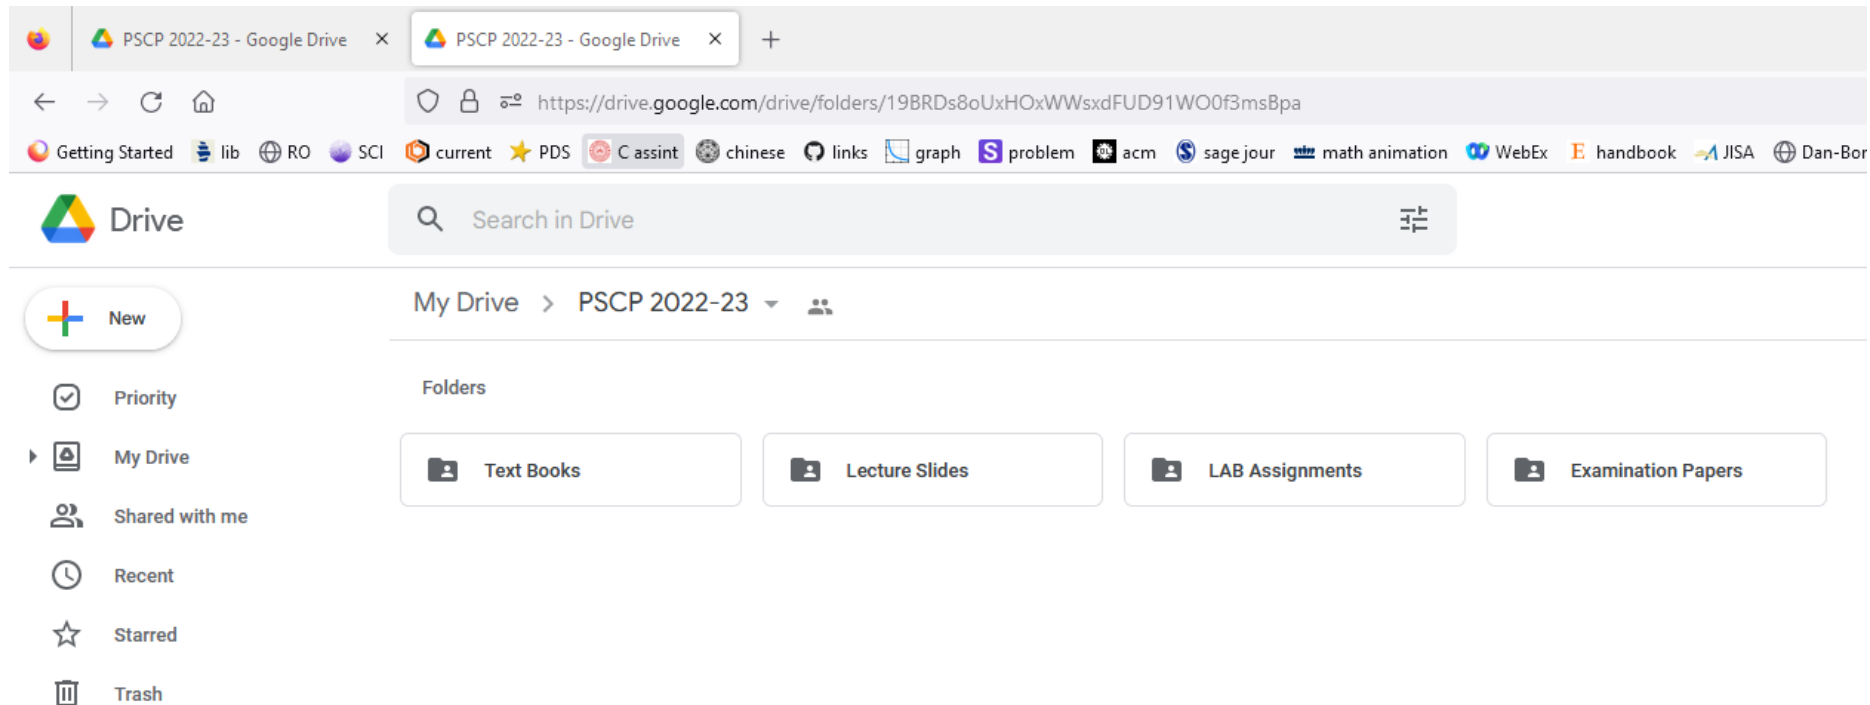 PSCP 2022-23 - Google Drive
PSCP 2022-23 - Google Drive
https://drive.google.com/drive/folders/19BRDs8oUxHOxWWsxdFUD91WO0f3msBpa
Getting Started lib RO SCI current PDS C assint chinese links graph problem acm sage jour math animation WebEx handbook JISA Dan-Bor
Drive
Search in Drive
New
My Drive > PSCP 2022-23
Folders
Priority
My Drive
Text Books
Lecture Slides
LAB Assignments
Examination Papers
Shared with me
Recent
Starred
Trash